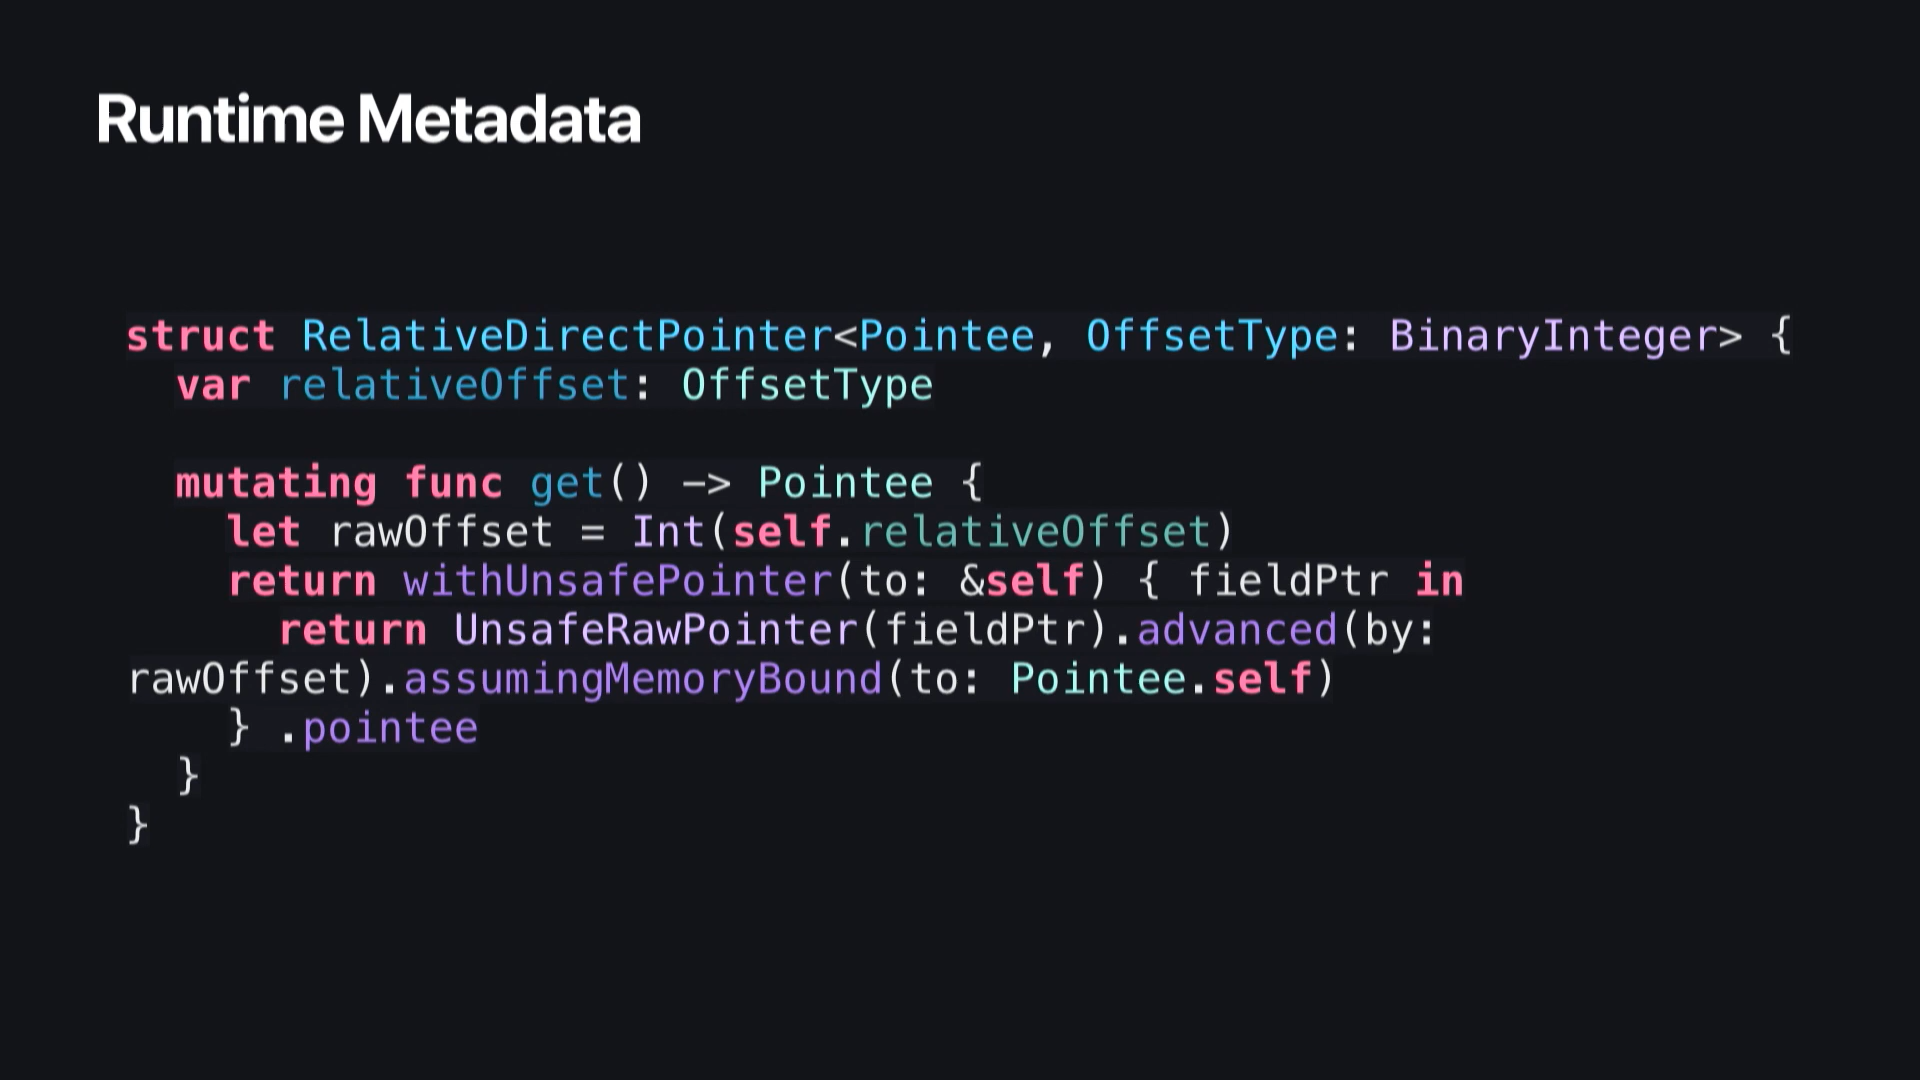 Runtime Metadata
struct RelativeDirectPointer<Pointee, OffsetType: BinaryInteger> {
var relativeOffset: OffsetType
mutating func get() -> Pointee {
let rawOffset = Int(self.relativeOffset)
return withUnsafePointer(to: &self) { fieldPtr in
return UnsafeRawPointer(fieldPtr).advanced(by:
rawOffset).assumingMemoryBound(to: Pointee.self)
} .pointee
}
}